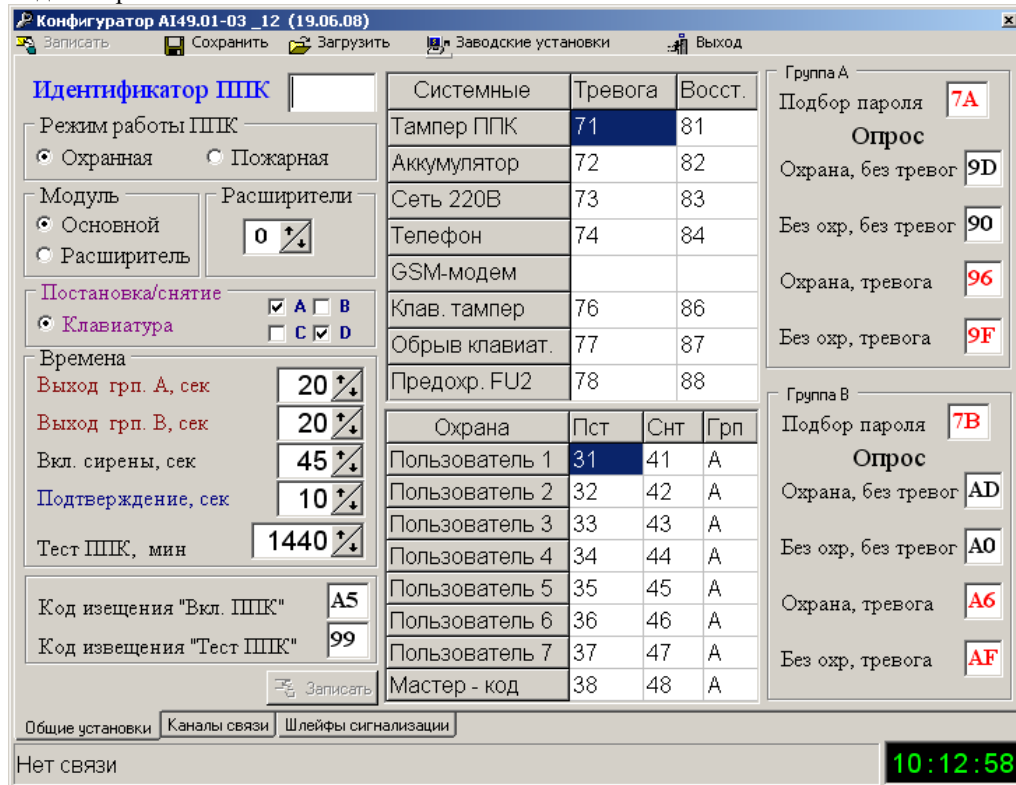 Конфигуратор AI49.01-03 _12 (19.06.08)
Записать Сохранить Загрузить Заводские установки Выход
Идентификатор ППК
Режим работы ППК
Охранная Пожарная
Модуль
Основной
Расширитель
Расширители
0
Постановка/снятие
Клавиатура
A B
C D
Времена
Выход грп. А, сек 20
Выход грп. В, сек 20
Вкл. сирены, сек 45
Подтверждение, сек 10
Тест ППК, мин 1440
Код изещения "Вкл. ППК" A5
Код извещения "Тест ППК" 99
Записать
Системные Тревога Восст.
Тампер ППК 71 81
Аккумулятор 72 82
Сеть 220В 73 83
Телефон 74 84
GSM-модем
Клав. тампер 76 86
Обрыв клавиат. 77 87
Предохр. FU2 78 88
Охрана Пст Снт Грп
Пользователь 1 31 41 А
Пользователь 2 32 42 А
Пользователь 3 33 43 А
Пользователь 4 34 44 А
Пользователь 5 35 45 А
Пользователь 6 36 46 А
Пользователь 7 37 47 А
Мастер - код 38 48 А
Группа А
Подбор пароля 7A
Опрос
Охрана, без тревог 9D
Без охр, без тревог 90
Охрана, тревога 96
Без охр, тревога 9F
Группа В
Подбор пароля 7B
Опрос
Охрана, без тревог AD
Без охр, без тревог A0
Охрана, тревога A6
Без охр, тревога AF
Общие установки Каналы связи Шлейфы сигнализации
Нет связи
10:12:58